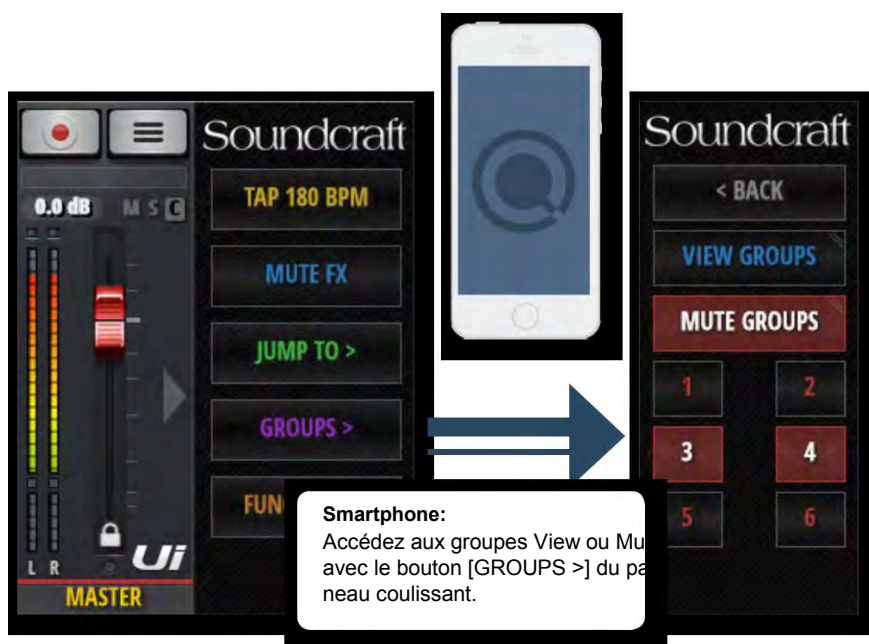 Soundcraft
TAP 180 BPM
0.0 dB M S C
MUTE FX
JUMP TO >
GROUPS >
FUN
L R
Ui
MASTER
Soundcraft
< BACK
VIEW GROUPS
MUTE GROUPS
1 2
3 4
5 6
Smartphone:
Accédez aux groupes View ou Mu
avec le bouton [GROUPS >] du pa
neau coulissant.